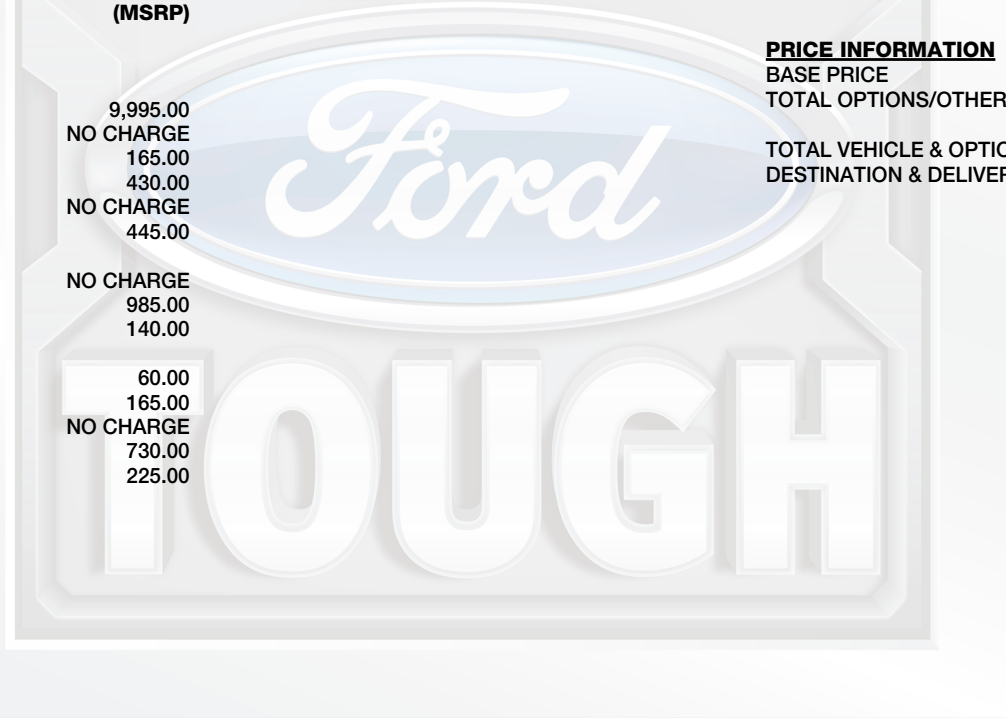 (MSRP)
9,995.00
NO CHARGE
165.00
430.00
NO CHARGE
445.00
NO CHARGE
985.00
140.00
60.00
165.00
NO CHARGE
730.00
225.00
PRICE INFORMATION
BASE PRICE
TOTAL OPTIONS/OTHER
TOTAL VEHICLE & OPTIO
DESTINATION & DELIVER
Ford
TOUGH